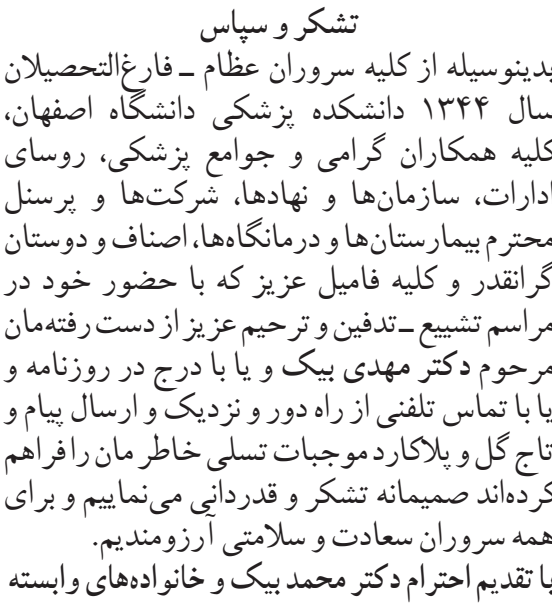 تشکر و سپاس
بدینوسیله از کلیه سروران عظام ـ فارغ‌التحصیلان
سال ۱۳۴۴ دانشکده پزشکی دانشگاه اصفهان،
کلیه همکاران گرامی و جوامع پزشکی، روسای
ادارات، سازمان‌ها و نهادها، شرکت‌ها و پرسنل
محترم بیمارستان‌ها و درمانگاه‌ها، اصناف و دوستان
گرانقدر و کلیه فامیل عزیز که با حضور خود در
مراسم تشییع ـ تدفین و ترحیم عزیز از دست رفته‌مان
مرحوم دکتر مهدی بیک و یا با درج در روزنامه و
یا با تماس تلفنی از راه دور و نزدیک و ارسال پیام و
تاج گل و پلاکارد موجبات تسلی خاطر مان را فراهم
کرده‌اند صمیمانه تشکر و قدردانی می‌نماییم و برای
همه سروران سعادت و سلامتی آرزومندیم.
با تقدیم احترام دکتر محمد بیک و خانواده‌های وابسته